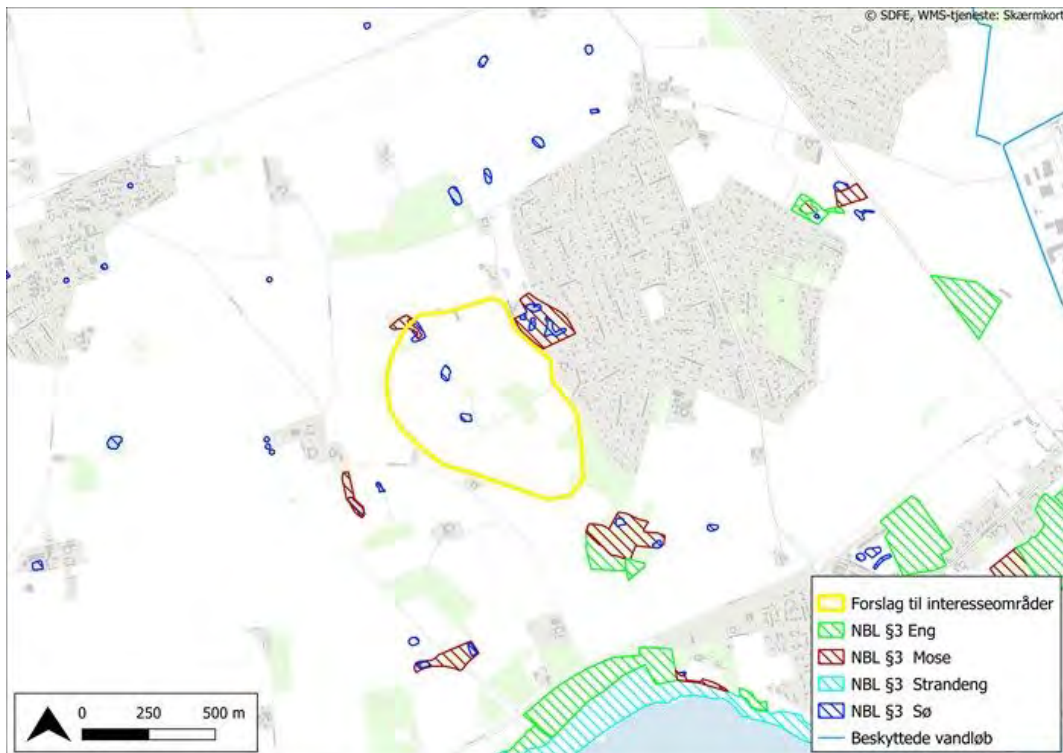 © SDFE, WMS-tjeneste: Skærmkort
Forslag til interesseområder
NBL §3 Eng
NBL §3 Mose
NBL §3 Strandeng
NBL §3 Sø
Beskyttede vandløb
0 250 500 m